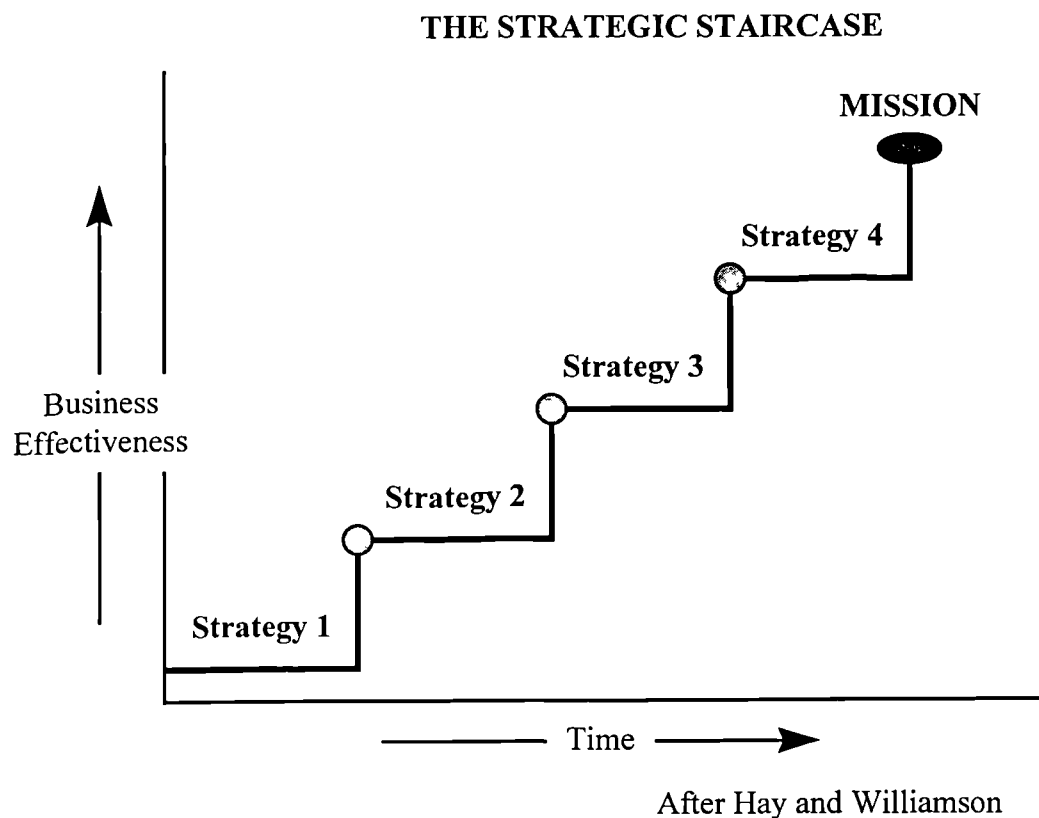 THE STRATEGIC STAIRCASE
MISSION
Strategy 4
Strategy 3
Business
Effectiveness
Strategy 2
Strategy 1
Time
After Hay and Williamson